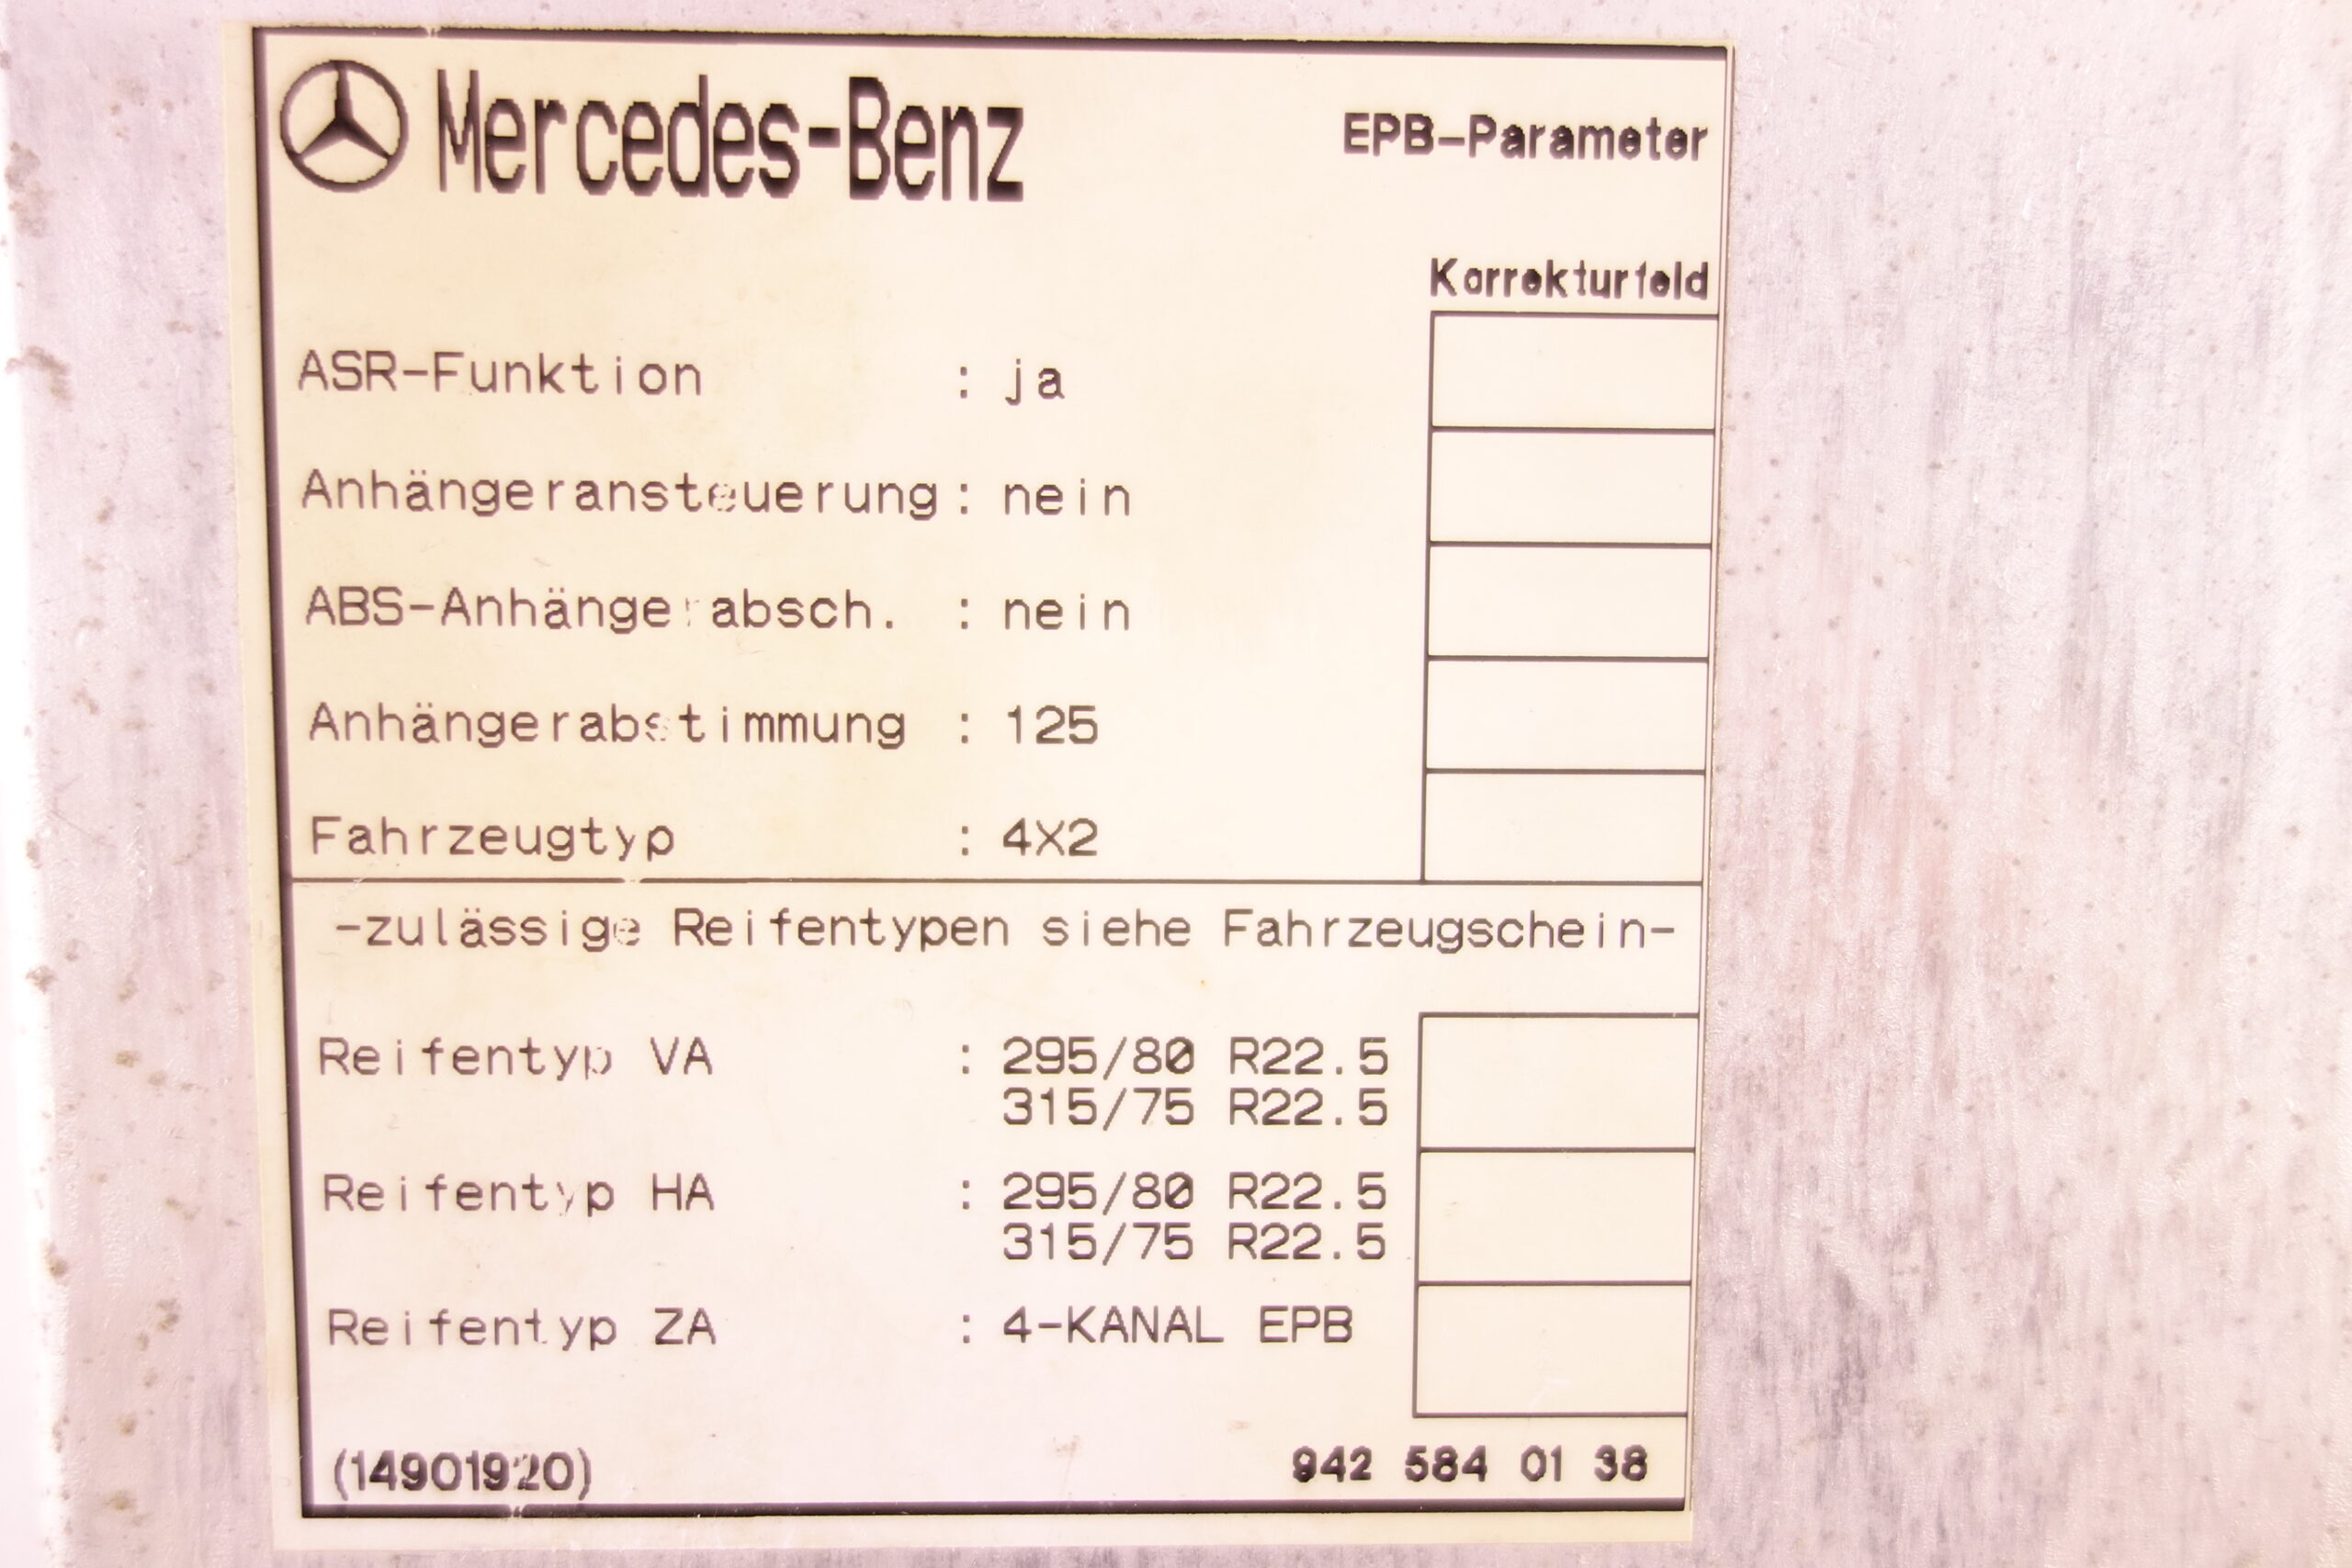 Mercedes-Benz EPB-Parameter
Korrekturfeld
ASR-Funktion : ja
Anhängeransteuerung : nein
ABS-Anhängerabsch. : nein
Anhängerabstimmung : 125
Fahrzeugtyp : 4X2
-zulässige Reifentypen siehe Fahrzeugschein-
Reifentyp VA : 295/80 R22.5
315/75 R22.5
Reifentyp HA : 295/80 R22.5
315/75 R22.5
Reifentyp ZA : 4-KANAL EPB
(14901920) 942 584 01 38